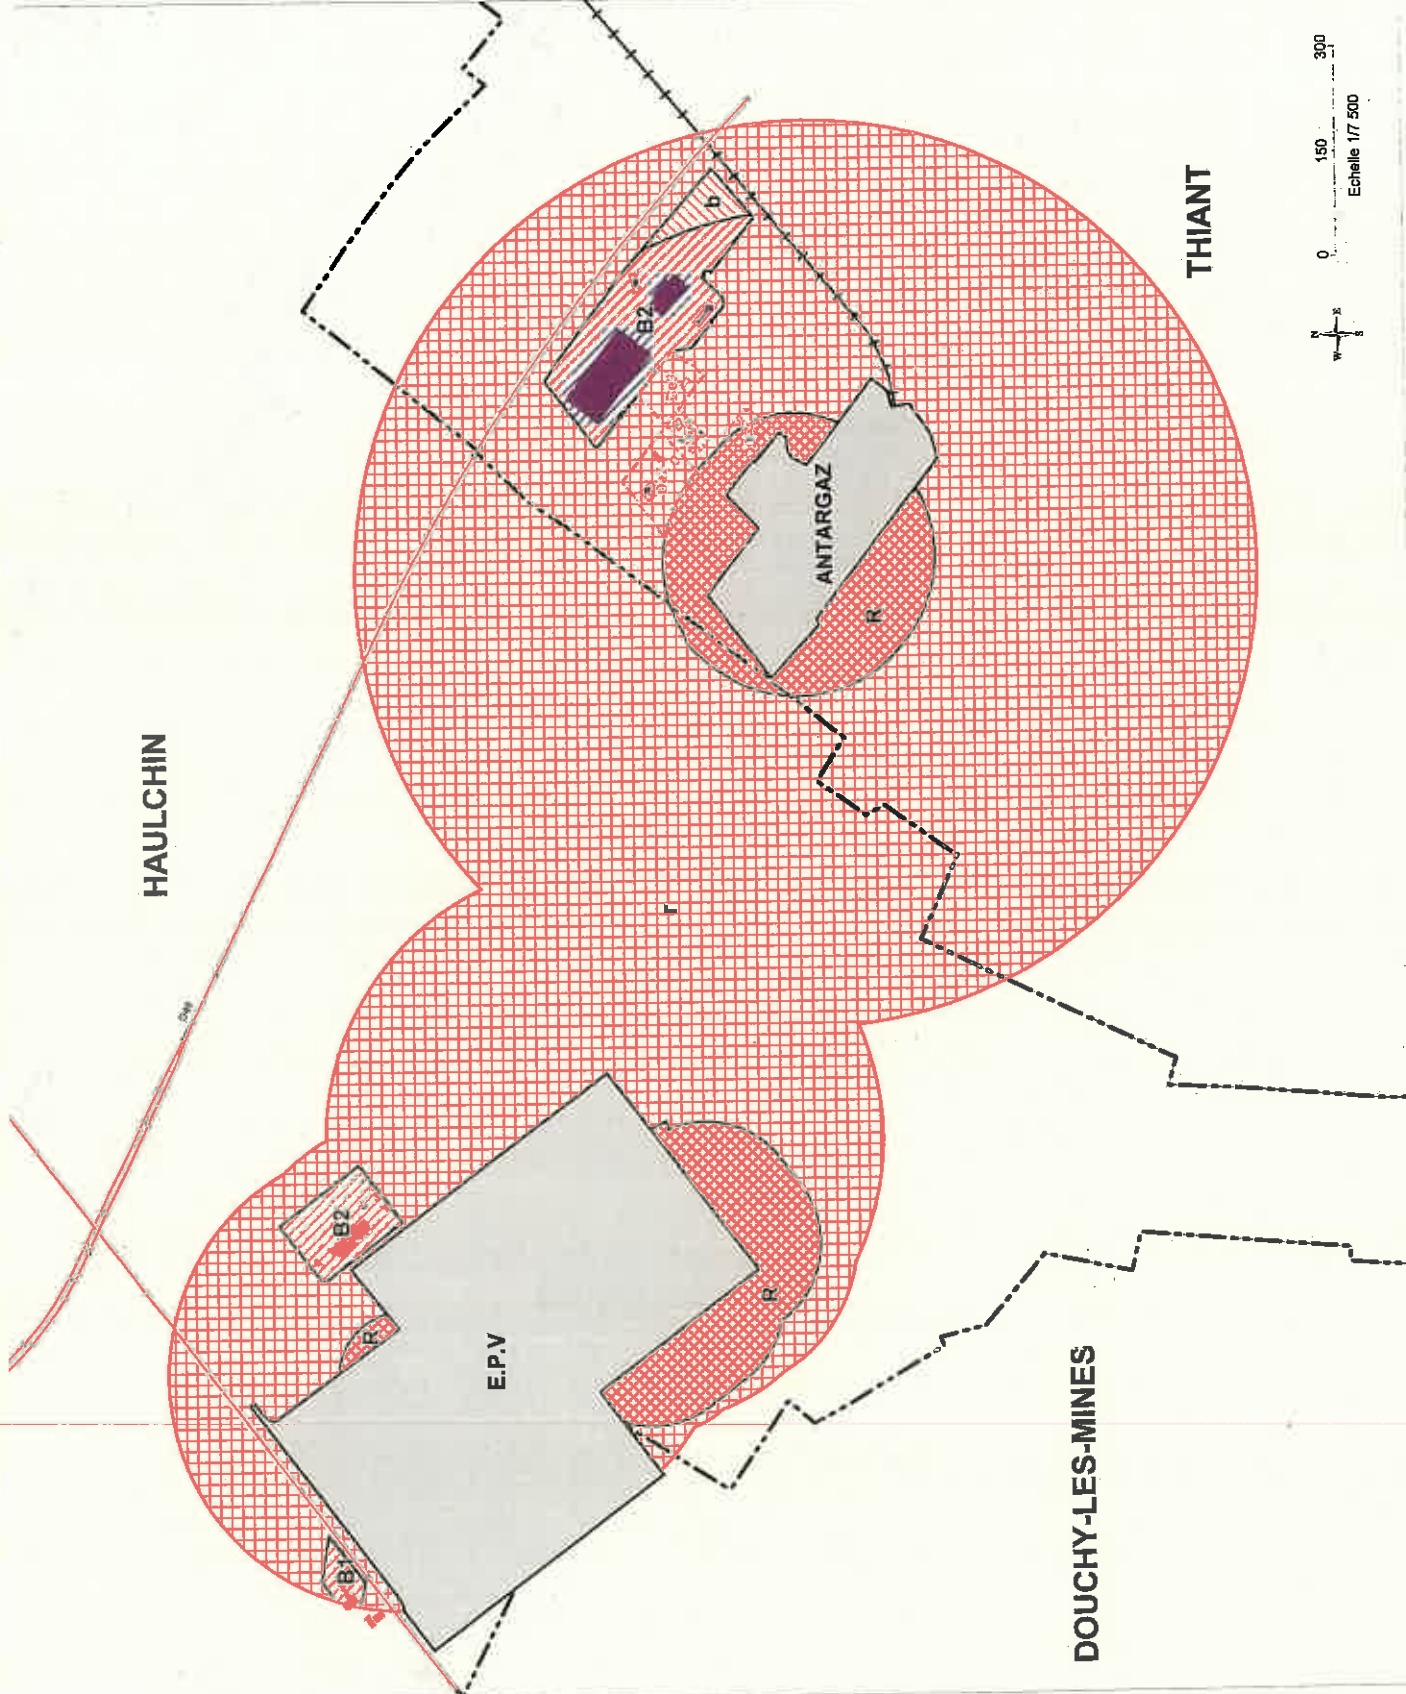 HAULCHIN
THIANT
DOUCHY-LES-MINES
E.P.V
ANTARGAZ
B1
B2
B2
b
R
R
R
r
N
W
E
S
0 150 300
Echelle 1/7 500